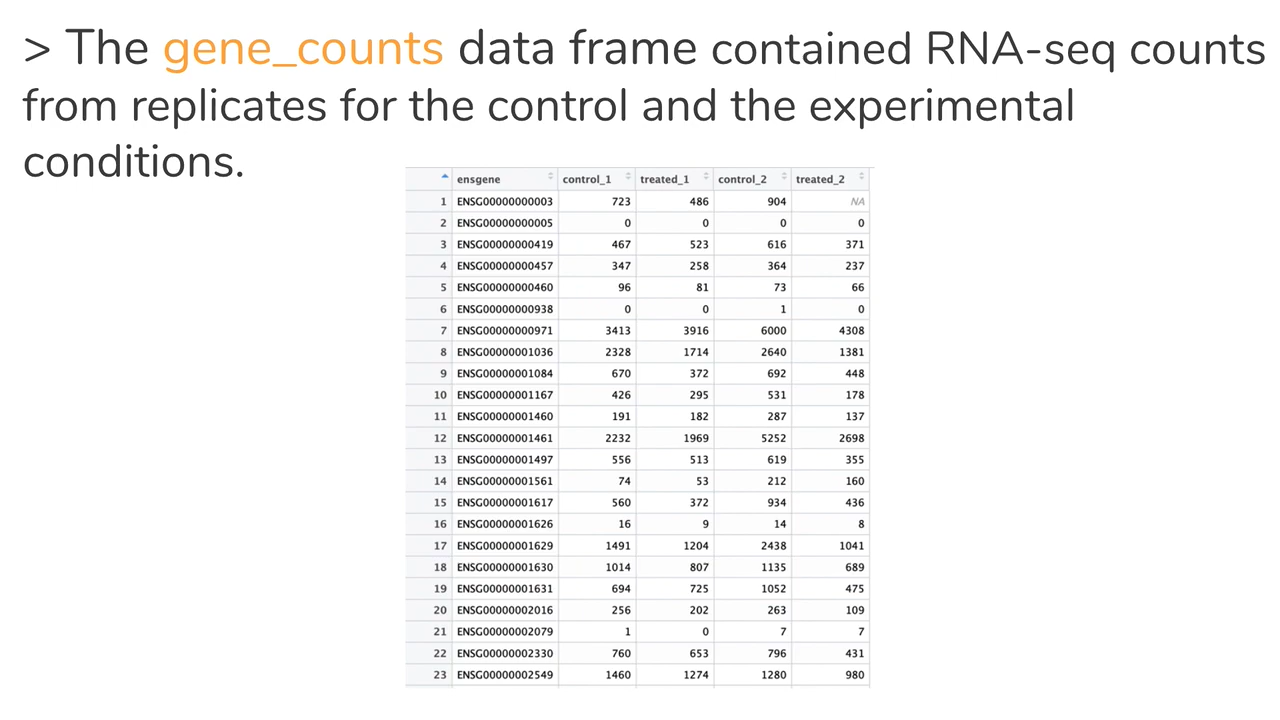 > The gene_counts data frame contained RNA-seq counts
from replicates for the control and the experimental
conditions.
ensgene control_1 treated_1 control_2 treated_2
1 ENSG00000000003 723 486 904 NA
2 ENSG00000000005 0 0 0 0
3 ENSG00000000419 467 523 616 371
4 ENSG00000000457 347 258 364 237
5 ENSG00000000460 96 81 73 66
6 ENSG00000000938 0 0 1 0
7 ENSG00000000971 3413 3916 6000 4308
8 ENSG00000001036 2328 1714 2640 1381
9 ENSG00000001084 670 372 692 448
10 ENSG00000001167 426 295 531 178
11 ENSG00000001460 191 182 287 137
12 ENSG00000001461 2232 1969 5252 2698
13 ENSG00000001497 556 513 619 355
14 ENSG00000001561 74 53 212 160
15 ENSG00000001617 560 372 934 436
16 ENSG00000001626 16 9 14 8
17 ENSG00000001629 1491 1204 2438 1041
18 ENSG00000001630 1014 807 1135 689
19 ENSG00000001631 694 725 1052 475
20 ENSG00000002016 256 202 263 109
21 ENSG00000002079 1 0 7 7
22 ENSG00000002330 760 653 796 431
23 ENSG00000002549 1460 1274 1280 980